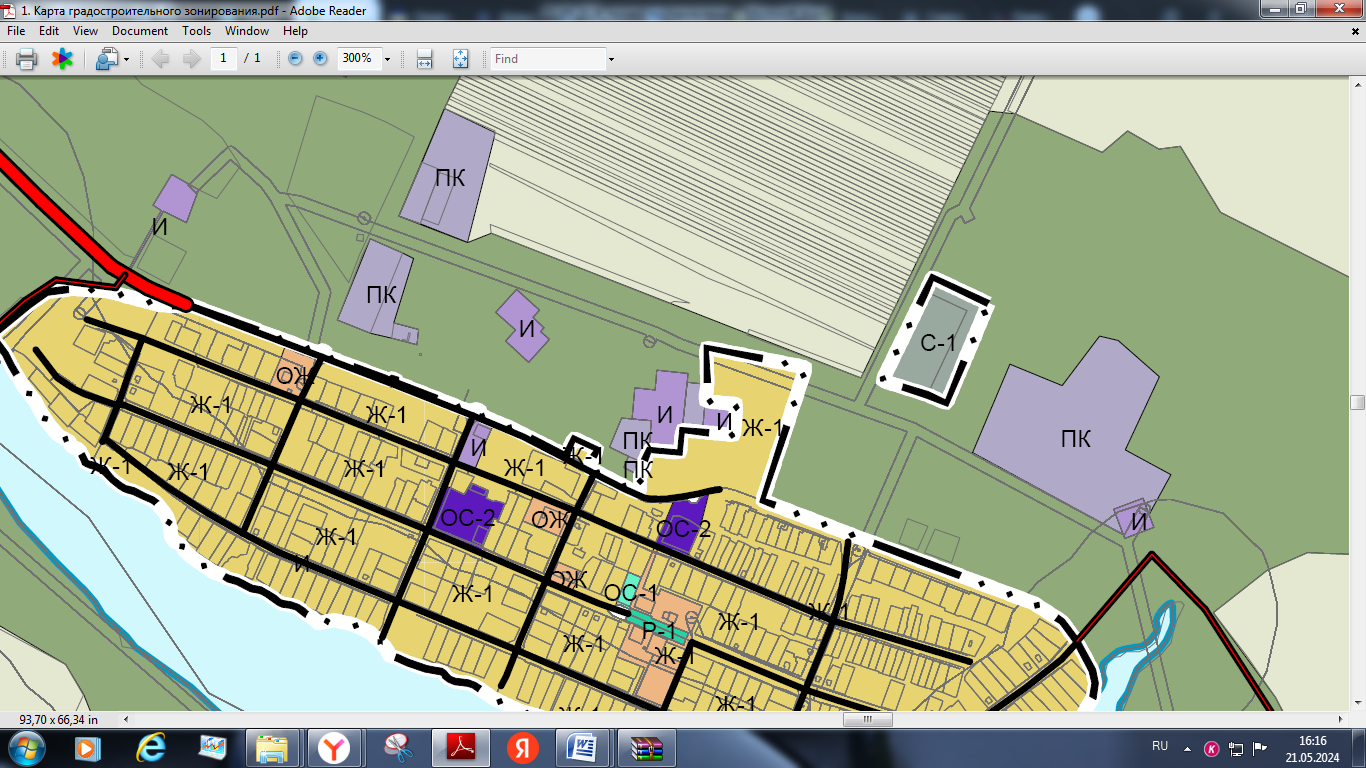 1. Карта градостроительного зонирования.pdf - Adobe Reader
File Edit View Document Tools Window Help
1 / 1 300% Find
ПК
И
ПК
И
С-1
ОЖ
Ж-1
Ж-1
И
И
Ж-1
ПК
ПК
И
Ж-1
Ж-1
ПК
Ж-1
Ж-1
Ж-1
Ж-1
ОС-2
ОЖ
ОС-2
И
Ж-1
И
ОЖ
ОС-1
Ж-1
Ж-1
Ж-1
Р-1
Ж-1
Ж-1
Ж-1
Ж-1
93,70 x 66,34 in
RU
16:16
21.05.2024